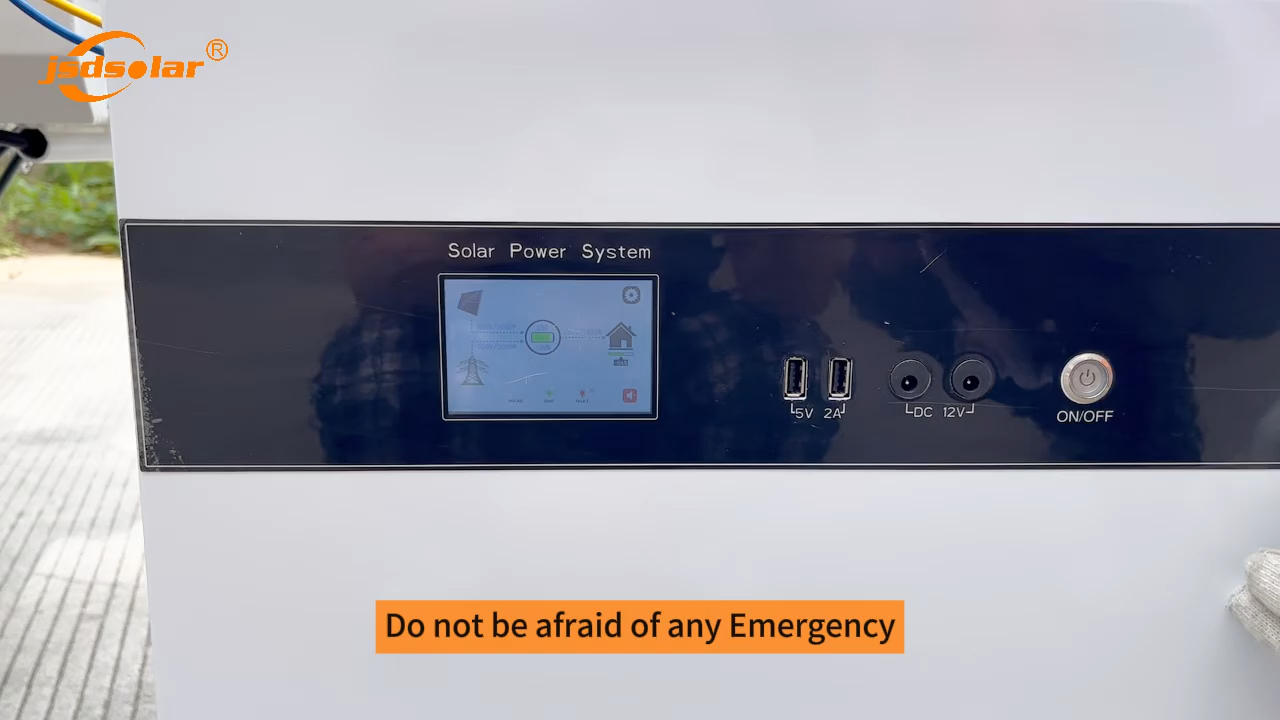 jsdsolar®
Solar Power System
5V 2A
DC 12V
ON/OFF
Do not be afraid of any Emergency